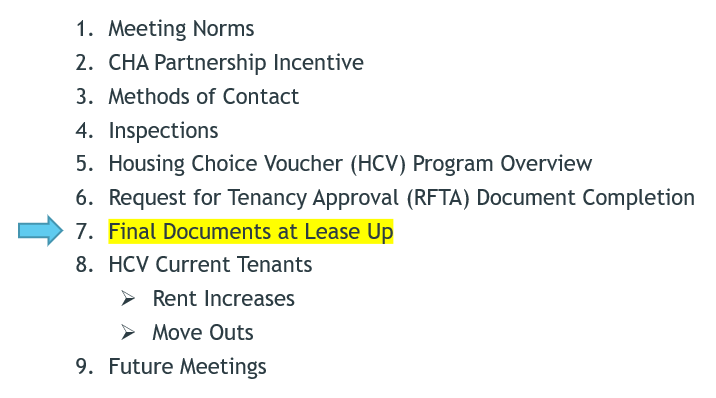 1. Meeting Norms
2. CHA Partnership Incentive
3. Methods of Contact
4. Inspections
5. Housing Choice Voucher (HCV) Program Overview
6. Request for Tenancy Approval (RFTA) Document Completion
7. Final Documents at Lease Up
8. HCV Current Tenants
➢ Rent Increases
➢ Move Outs
9. Future Meetings